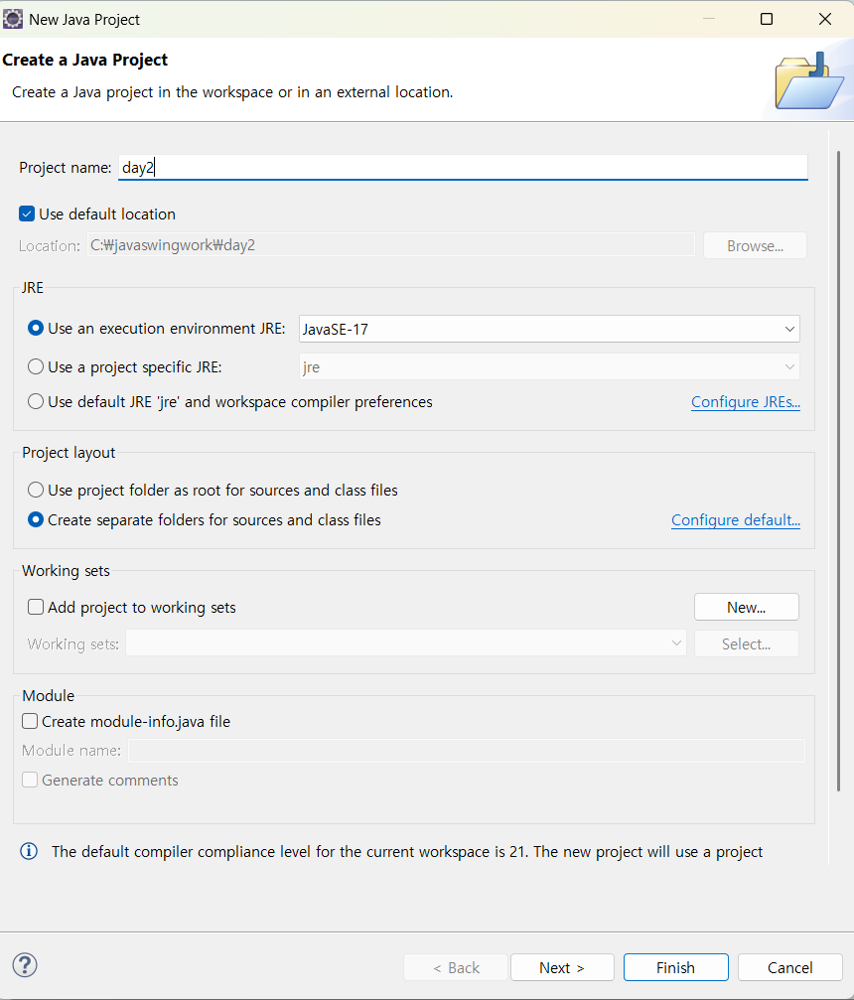 New Java Project
Create a Java Project
Create a Java project in the workspace or in an external location.
Project name: day2
Use default location
Location: C:₩javaswingwork₩day2 Browse...
JRE
Use an execution environment JRE: JavaSE-17
Use a project specific JRE: jre
Use default JRE 'jre' and workspace compiler preferences Configure JREs...
Project layout
Use project folder as root for sources and class files
Create separate folders for sources and class files Configure default...
Working sets
Add project to working sets New...
Working sets: Select...
Module
Create module-info.java file
Module name:
Generate comments
The default compiler compliance level for the current workspace is 21. The new project will use a project
? < Back Next > Finish Cancel